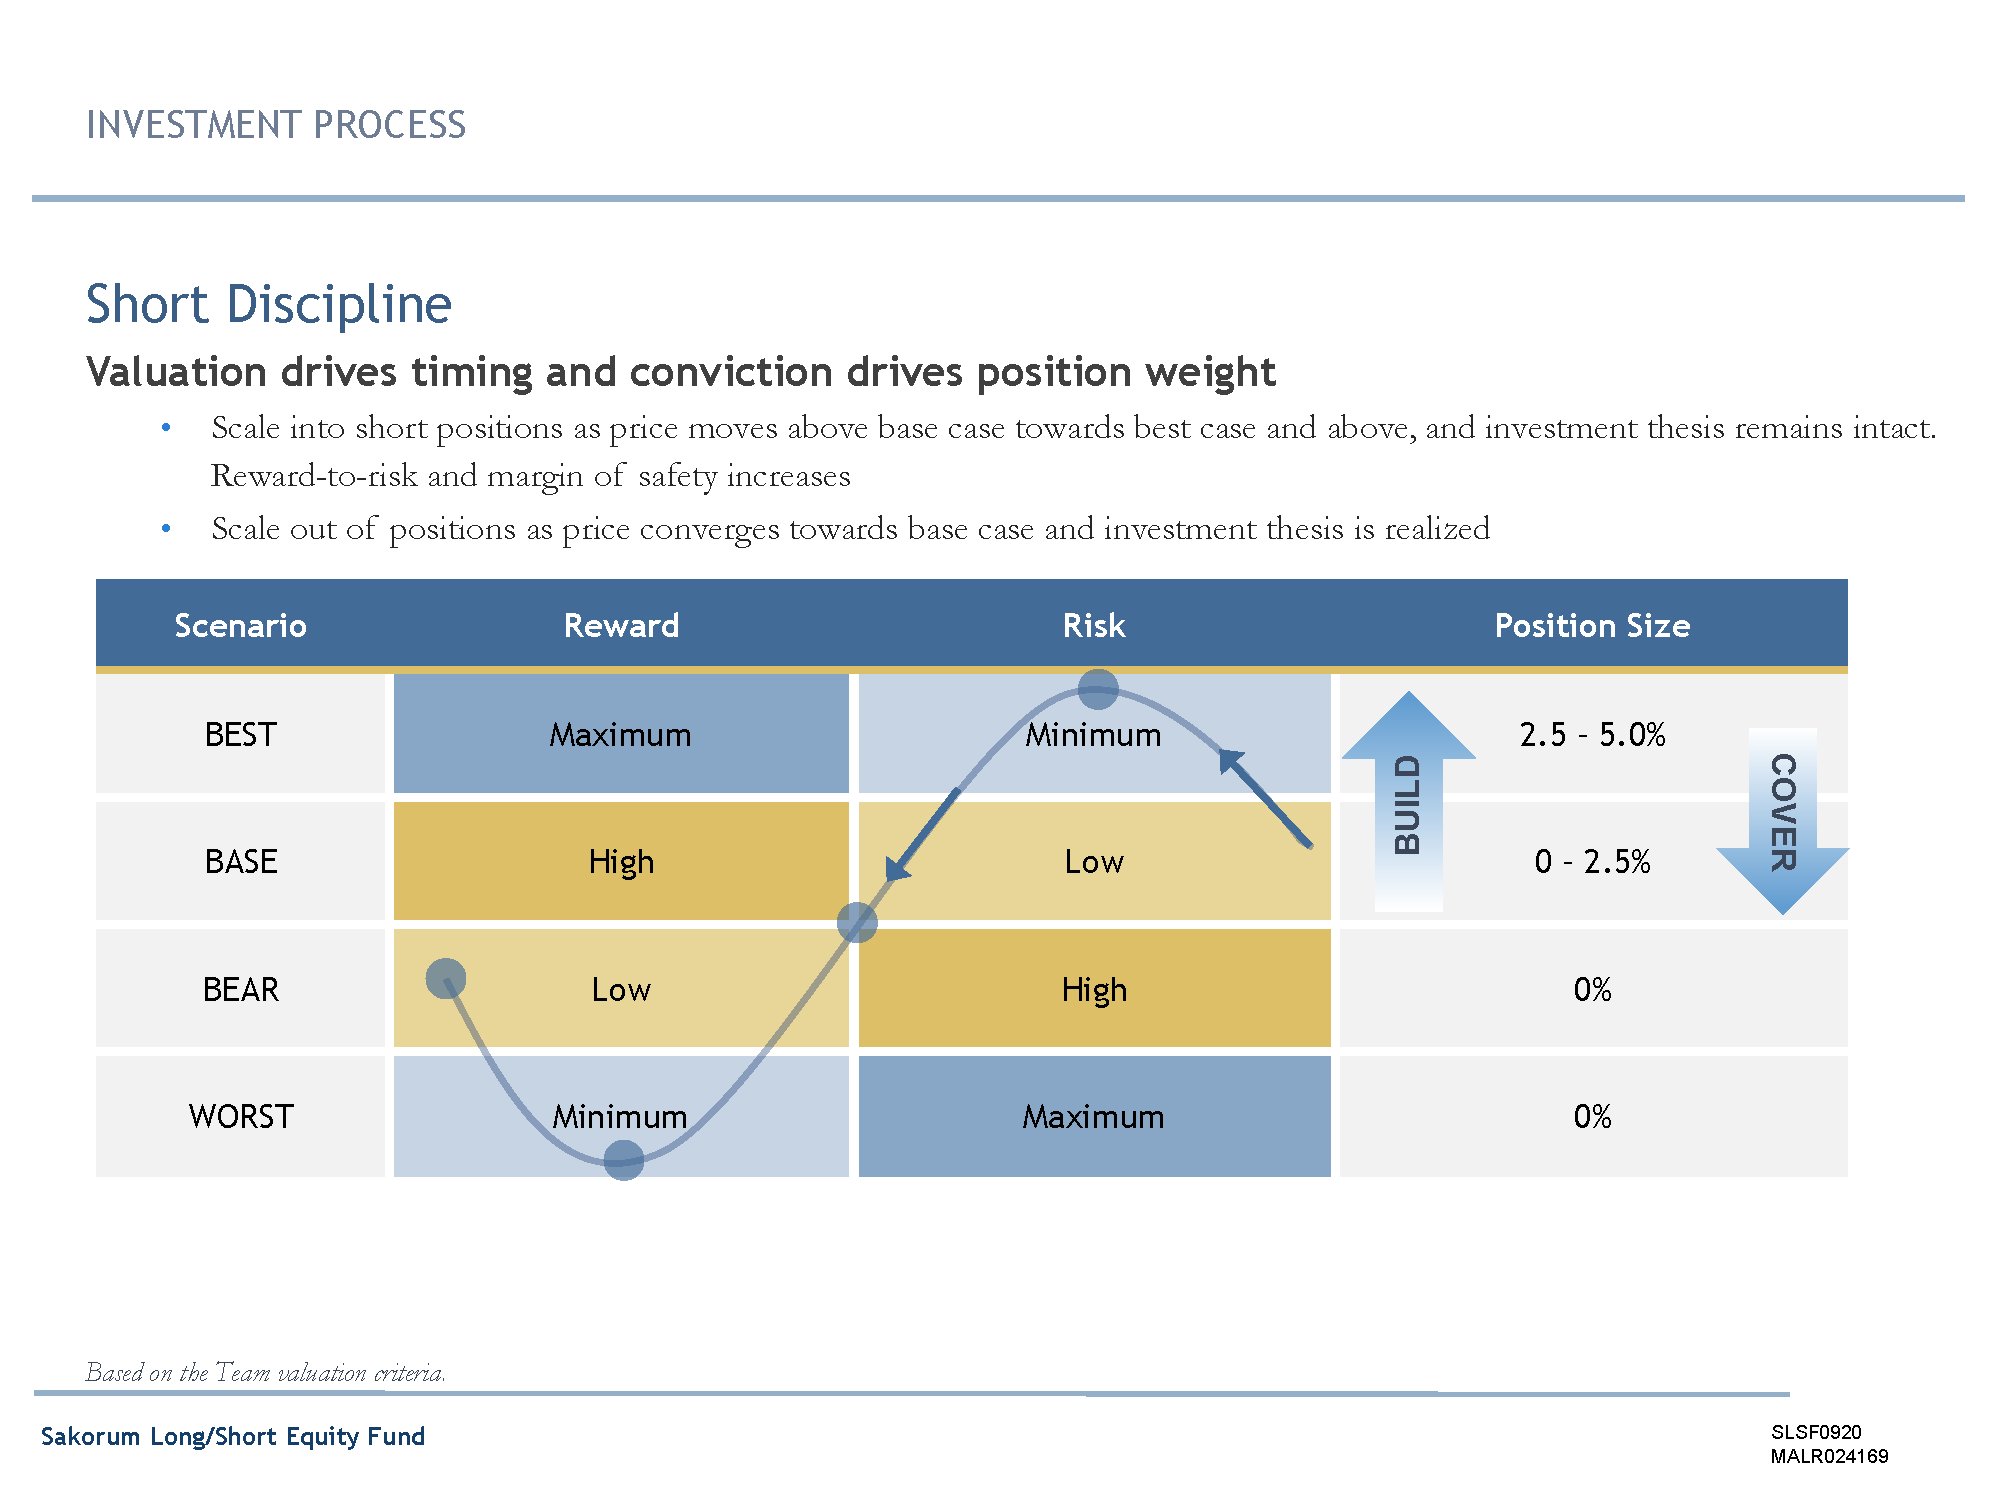 INVESTMENT PROCESS
Short Discipline
Valuation drives timing and conviction drives position weight
• Scale into short positions as price moves above base case towards best case and above, and investment thesis remains intact.
Reward-to-risk and margin of safety increases
• Scale out of positions as price converges towards base case and investment thesis is realized
Scenario Reward Risk Position Size
BEST Maximum Minimum 2.5 – 5.0%
BASE High Low 0 – 2.5%
BUILD
COVER
BEAR Low High 0%
WORST Minimum Maximum 0%
Based on the Team valuation criteria.
Sakorum Long/Short Equity Fund
SLSF0920
MALR024169